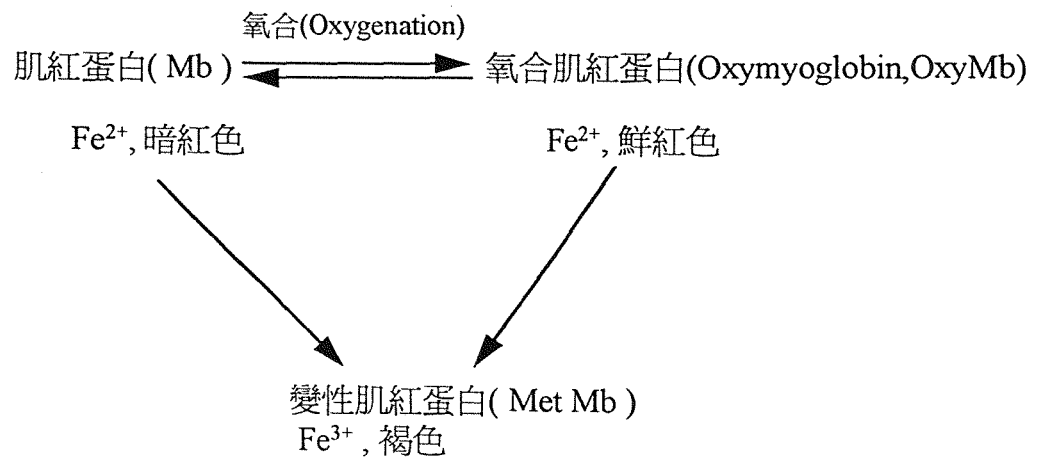 氧合(Oxygenation)
肌紅蛋白( Mb ) 氧合肌紅蛋白(Oxymyoglobin,OxyMb)
Fe²⁺, 暗紅色 Fe²⁺, 鮮紅色
變性肌紅蛋白( Met Mb )
Fe³⁺ , 褐色